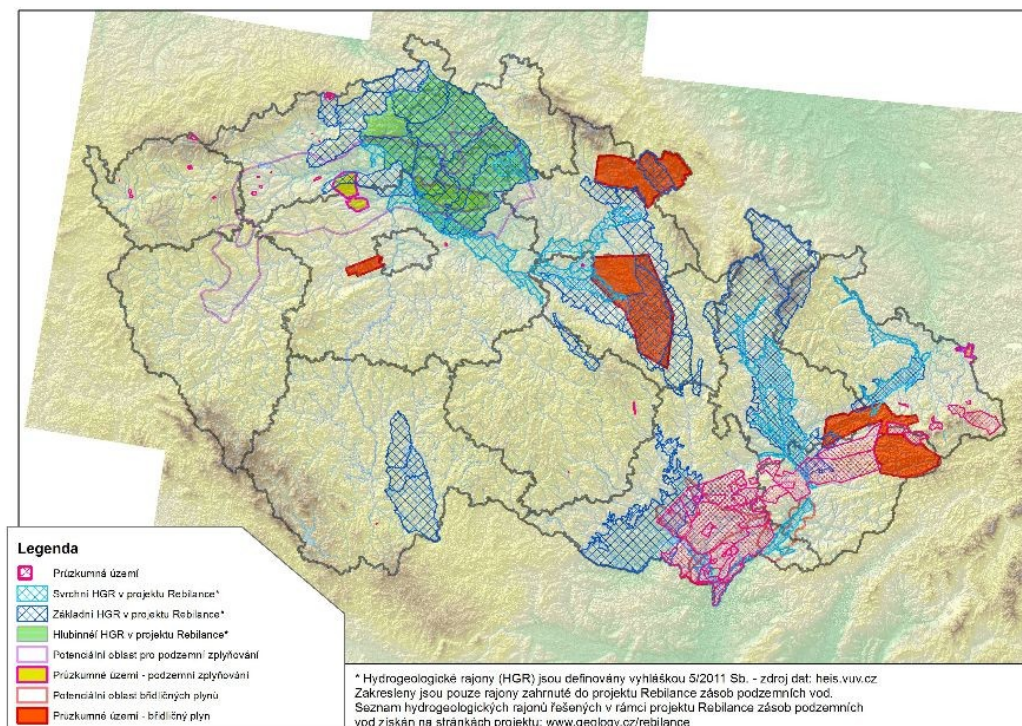 Legenda
Průzkumná území
Svrchní HGR v projektu Rebilance*
Základní HGR v projektu Rebilance*
Hlubinnéí HGR v projektu Rebilance*
Potenciální oblast pro podzemní zplyňování
Průzkumné území - podzemní zplyňování
Potenciální oblast břidličných plynů
Průzkumné území - břidličný plyn
* Hydrogeologické rajony (HGR) jsou definovány vyhláškou 5/2011 Sb. - zdroj dat: heis.vuv.cz
Zakresleny jsou pouze rajony zahrnuté do projektu Rebilance zásob podzemních vod.
Seznam hydrogeologických rajonů řešených v rámci projektu Rebilance zásob podzemních
vod získán na stránkách projektu: www.geology.cz/rebilance